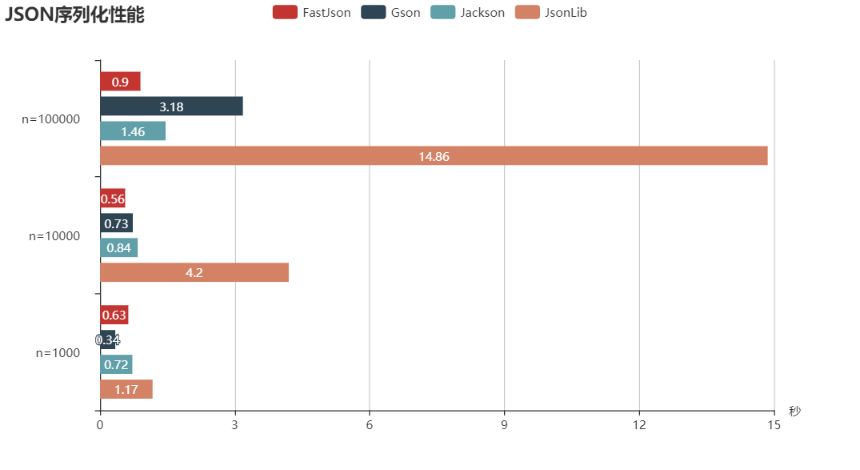 JSON序列化性能
FastJson Gson Jackson JsonLib
n=100000
0.9
3.18
1.46
14.86
n=10000
0.56
0.73
0.84
4.2
n=1000
0.63
0.34
0.72
1.17
秒
0 3 6 9 12 15